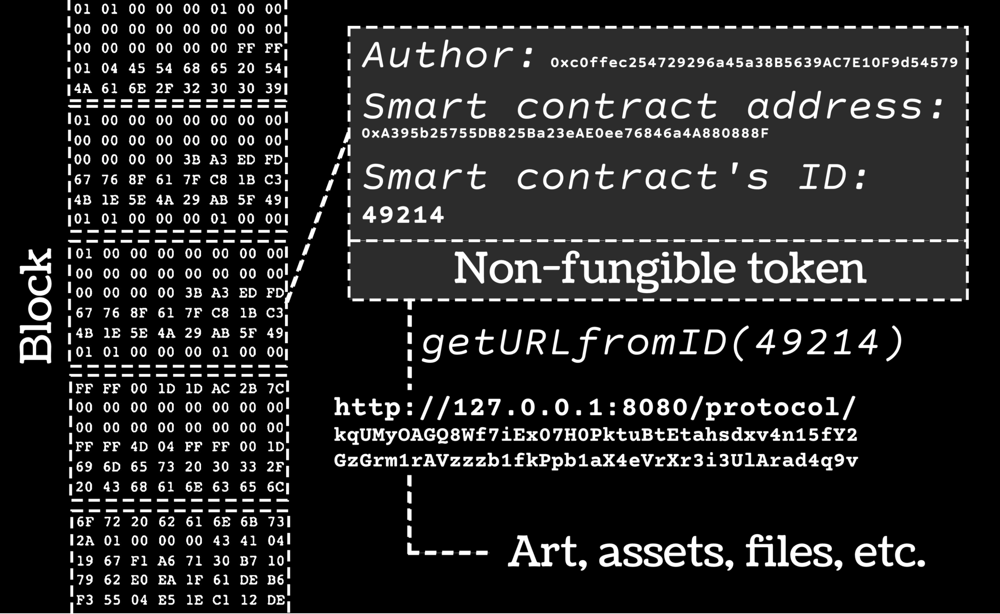 01 01 00 00 00 01 00 00
00 00 00 00 00 00 00 00
00 00 00 00 00 00 FF FF
01 04 45 54 68 65 20 54
4A 61 6E 2F 32 30 30 39
01 00 00 00 00 00 00 00
00 00 00 00 00 00 00 00
00 00 00 00 3B A3 ED FD
67 76 8F 61 7F C8 1B C3
4B 1E 5E 4A 29 AB 5F 49
01 01 00 00 00 01 00 00
Block
01 00 00 00 00 00 00 00
00 00 00 00 00 00 00 00
00 00 00 00 3B A3 ED FD
67 76 8F 61 7F C8 1B C3
4B 1E 5E 4A 29 AB 5F 49
01 01 00 00 00 01 00 00
FF FF 00 1D 1D AC 2B 7C
00 00 00 00 00 00 00 00
00 00 00 00 00 00 00 00
FF FF 4D 04 FF FF 00 1D
69 6D 65 73 20 30 33 2F
20 43 68 61 6E 63 65 6C
6F 72 20 62 61 6E 6B 73
2A 01 00 00 00 43 41 04
19 67 F1 A6 71 30 B7 10
79 62 E0 EA 1F 61 DE B6
F3 55 04 E5 1E C1 12 DE
Author: 0xc0ffec254729296a45a38B5639AC7E10F9d54579
Smart contract address:
0xA395b25755DB825Ba23eAE0ee76846a4A880888F
Smart contract's ID:
49214
Non-fungible token
getURLfromID(49214)
http://127.0.0.1:8080/protocol/
kqUMyOAGQ8Wf7iEx07H0PktuBtEtahsdxv4n15fY2
GzGrm1rAVzzzb1fkPpb1aX4eVrXr3i3UlArad4q9v
Art, assets, files, etc.